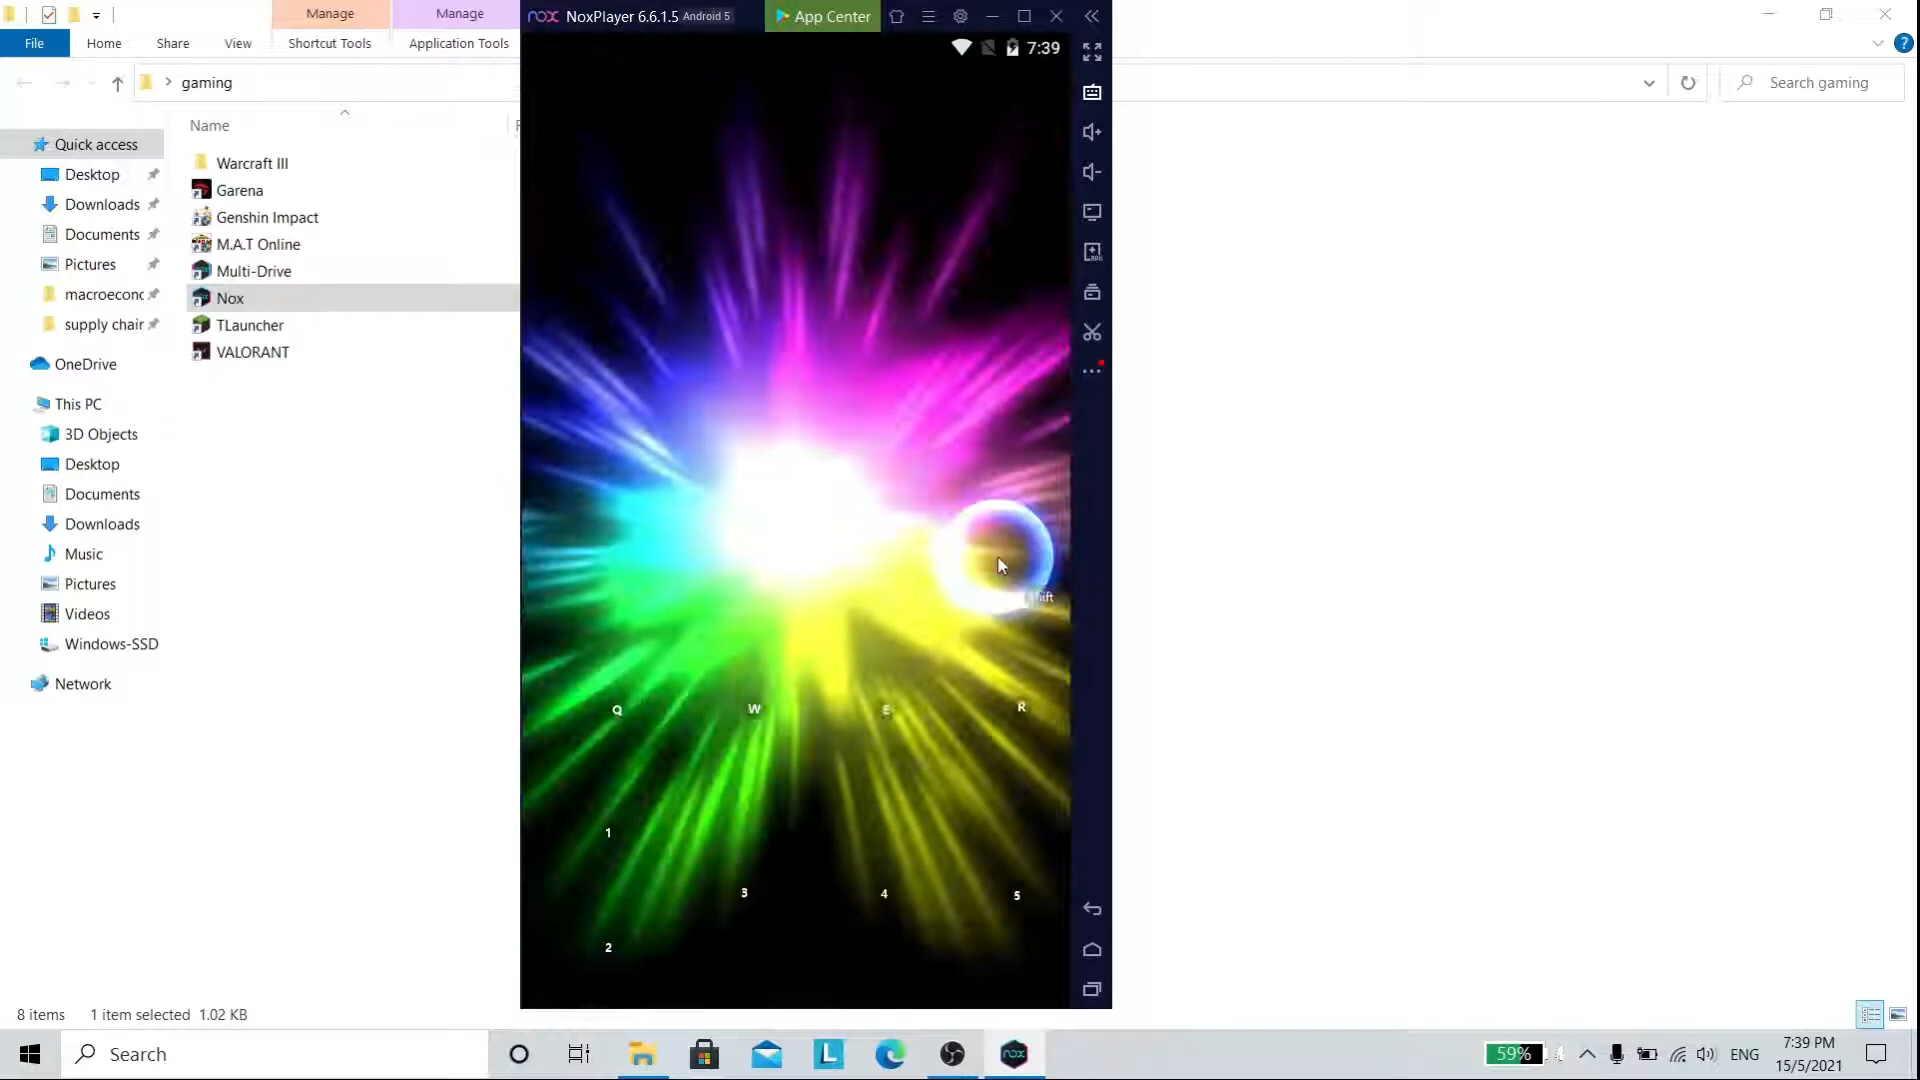 Manage
Manage
File
Home
Share
View
Shortcut Tools
Application Tools
gaming
Search gaming
nox NoxPlayer 6.6.1.5 Android 5
App Center
7:39
Name
Quick access
Desktop
Downloads
Documents
Pictures
macroeconc
supply chair
OneDrive
This PC
3D Objects
Desktop
Documents
Downloads
Music
Pictures
Videos
Windows-SSD
Network
Warcraft III
Garena
Genshin Impact
M.A.T Online
Multi-Drive
Nox
TLauncher
VALORANT
Q W E R
1
3 4 5
2
8 items 1 item selected 1.02 KB
Search
L
nox
59%
ENG
7:39 PM
15/5/2021